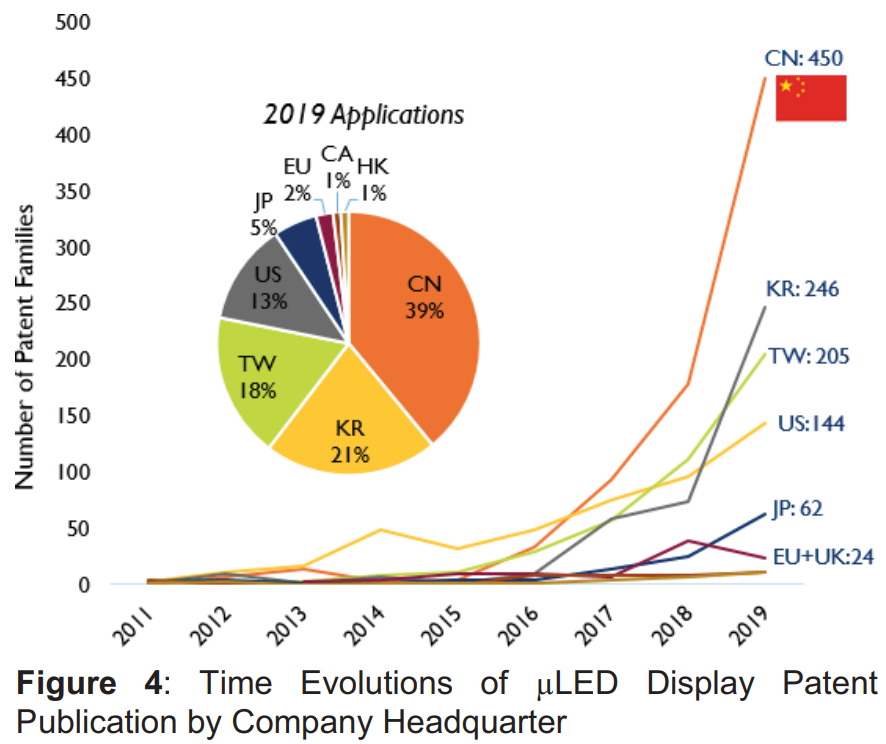 500
450
400
350
300
250
200
150
100
50
0
Number of Patent Families
2019 Applications
CA
1%
HK
1%
EU
2%
JP
5%
US
13%
CN
39%
TW
18%
KR
21%
CN: 450
KR: 246
TW: 205
US:144
JP: 62
EU+UK:24
2011
2012
2013
2014
2015
2016
2017
2018
2019
Figure 4: Time Evolutions of μLED Display Patent
Publication by Company Headquarter